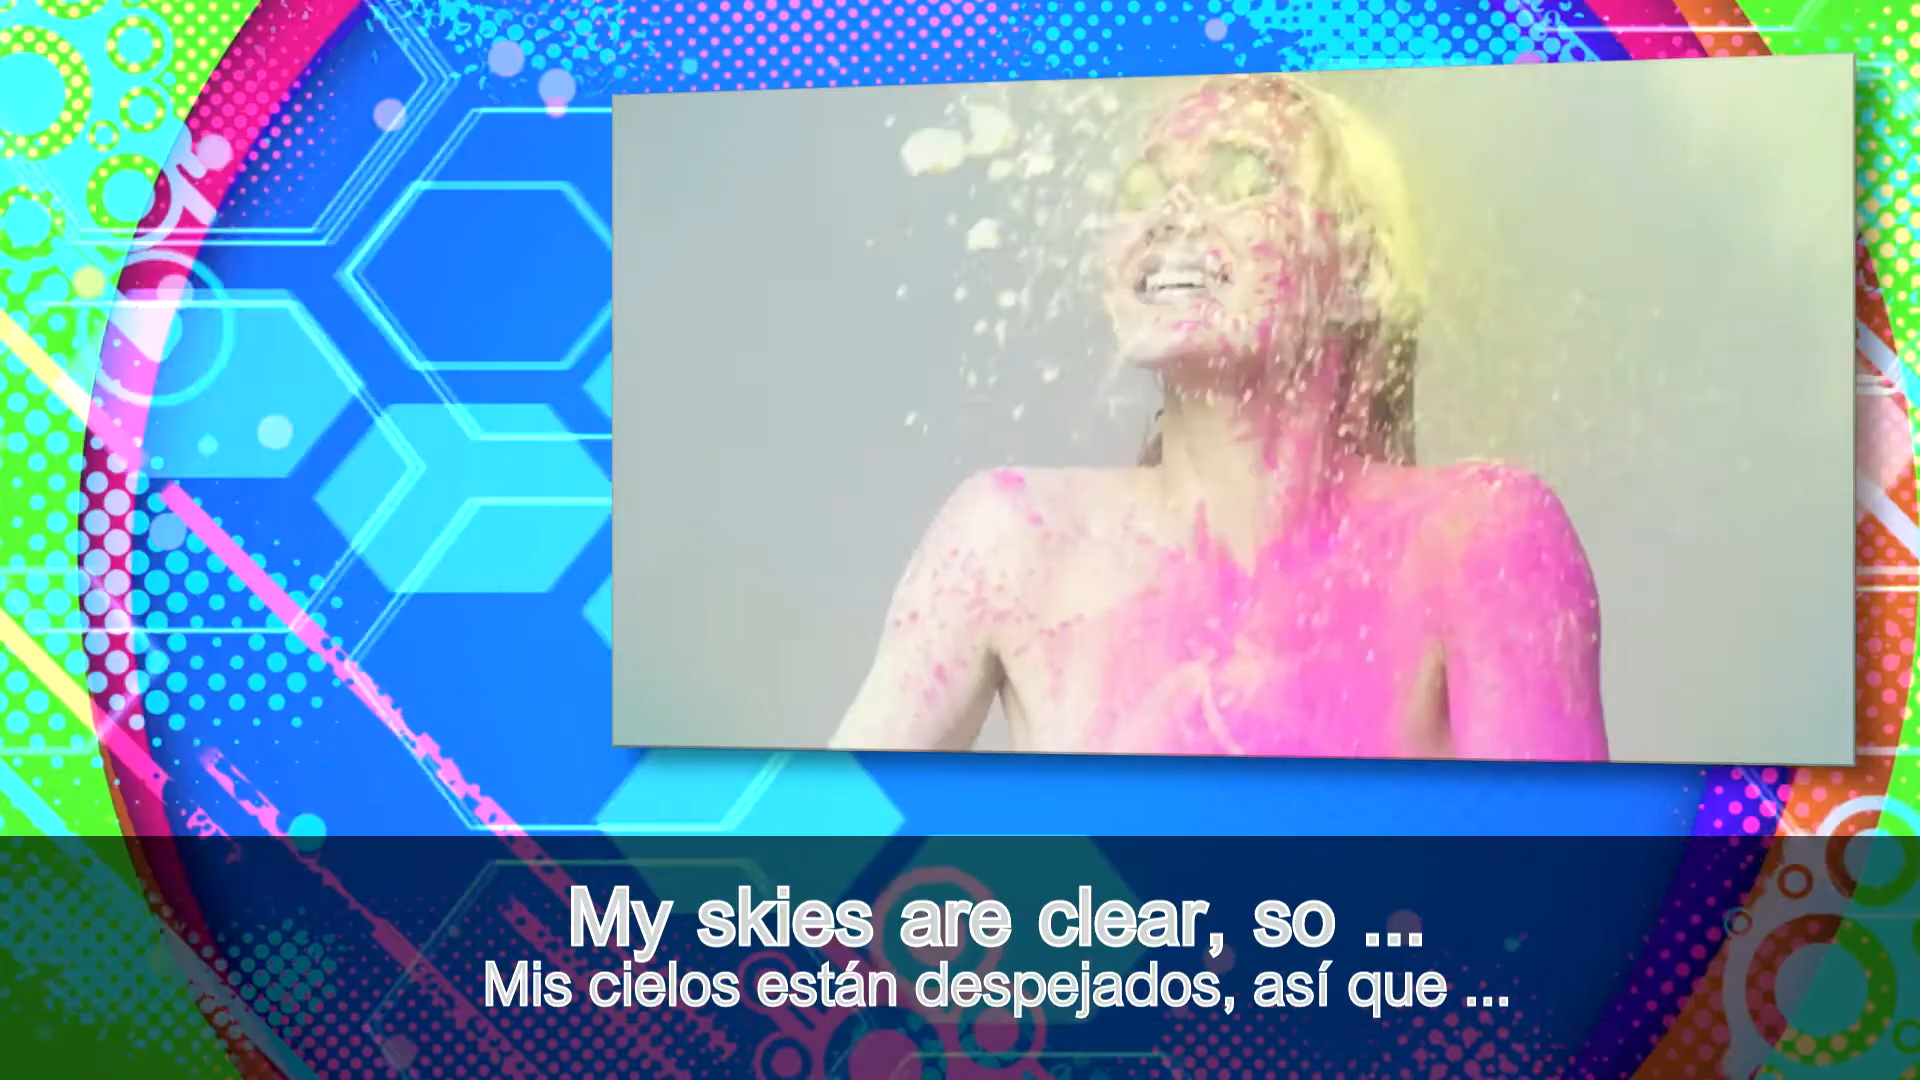 My skies are clear, so ...
Mis cielos están despejados, así que ...